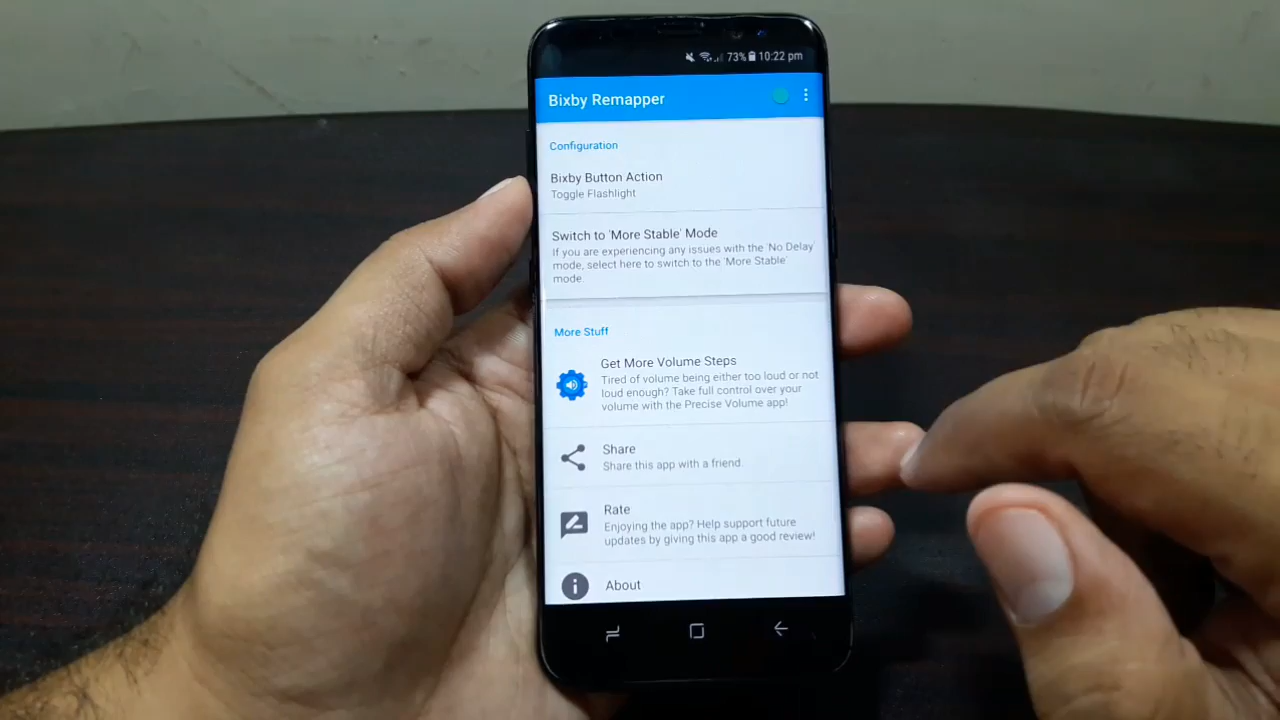 73% 10:22 pm
Bixby Remapper
Configuration
Bixby Button Action
Toggle Flashlight
Switch to 'More Stable' Mode
If you are experiencing any issues with the 'No Delay'
mode, select here to switch to the 'More Stable'
mode.
More Stuff
Get More Volume Steps
Tired of volume being either too loud or not
loud enough? Take full control over your
volume with the Precise Volume app!
Share
Share this app with a friend.
Rate
Enjoying the app? Help support future
updates by giving this app a good review!
About